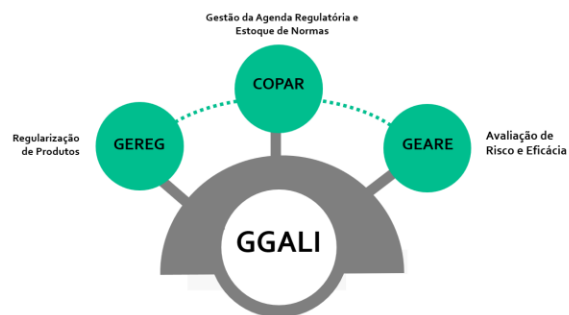 Gestão da Agenda Regulatória e
Estoque de Normas
COPAR
Regularização
de Produtos
GEREG
GEARE
Avaliação de
Risco e Eficácia
GGALI